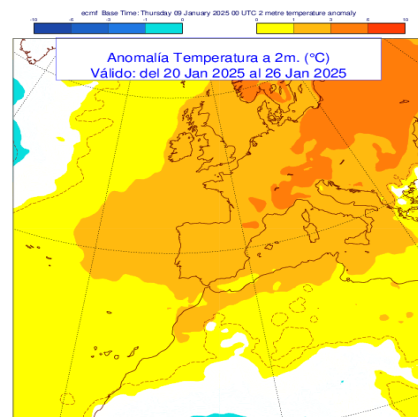 ecmf Base Time: Thursday 09 January 2025 00 UTC 2 metre temperature anomaly
Anomalía Temperatura a 2m. (°C)
Válido: del 20 Jan 2025 al 26 Jan 2025